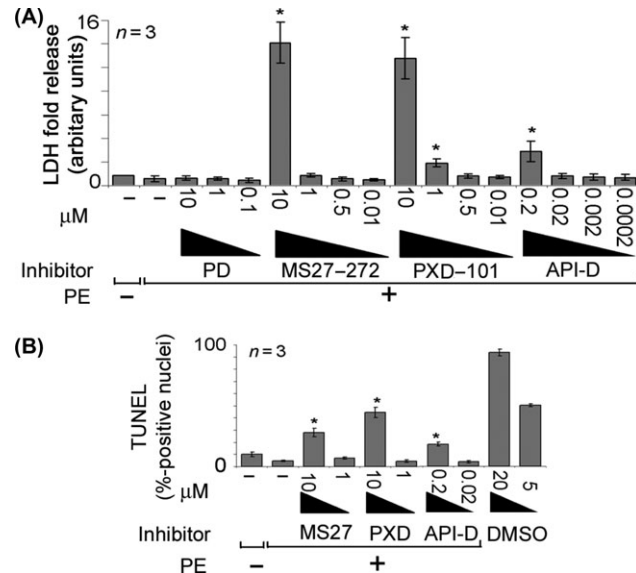 (A)
LDH fold release
(arbitary units)
16
0
n = 3
* * * *
μM
– – 10 1 0.1 10 1 0.5 0.01 10 1 0.5 0.01 0.2 0.02 0.002 0.0002
Inhibitor PD MS27–272 PXD–101 API-D
PE – +
(B)
TUNEL
(%-positive nuclei)
100
0
n = 3
* * *
μM
– – 10 1 10 1 0.2 0.02 20 5
Inhibitor MS27 PXD API-D DMSO
PE – +